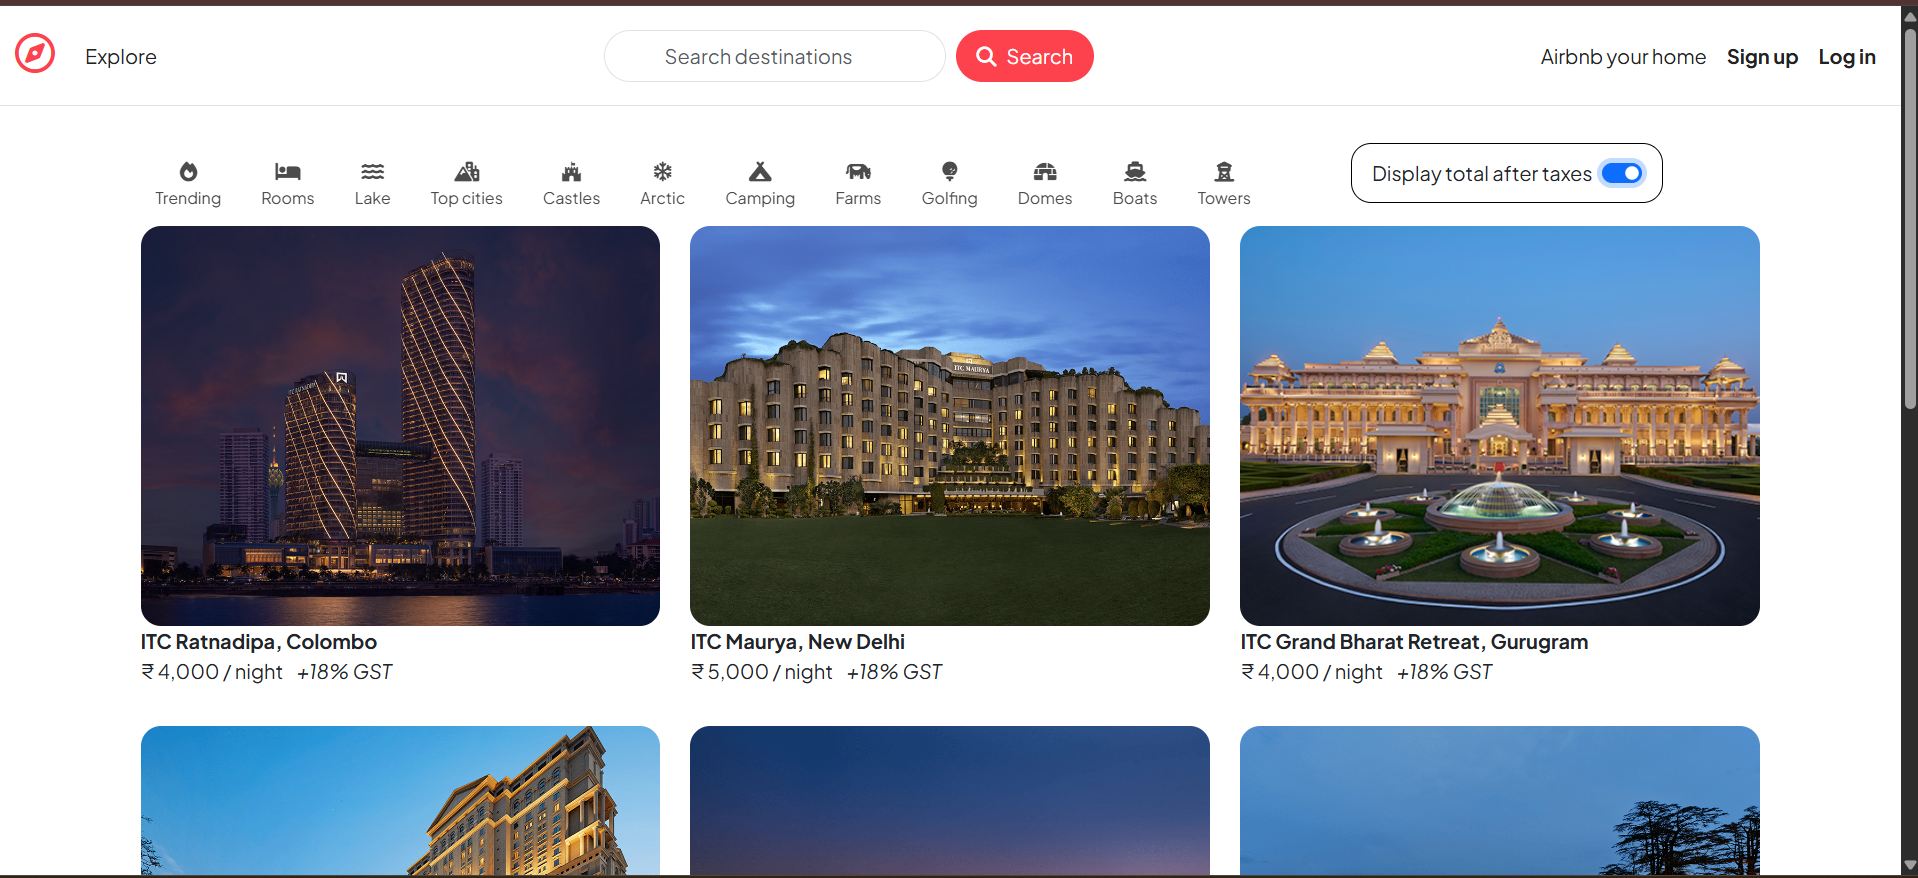 Explore
Search destinations
Search
Airbnb your home
Sign up
Log in
Trending
Rooms
Lake
Top cities
Castles
Arctic
Camping
Farms
Golfing
Domes
Boats
Towers
Display total after taxes
ITC MAURYA
ITC Ratnadipa, Colombo
₹ 4,000 / night +18% GST
ITC Maurya, New Delhi
₹ 5,000 / night +18% GST
ITC Grand Bharat Retreat, Gurugram
₹ 4,000 / night +18% GST